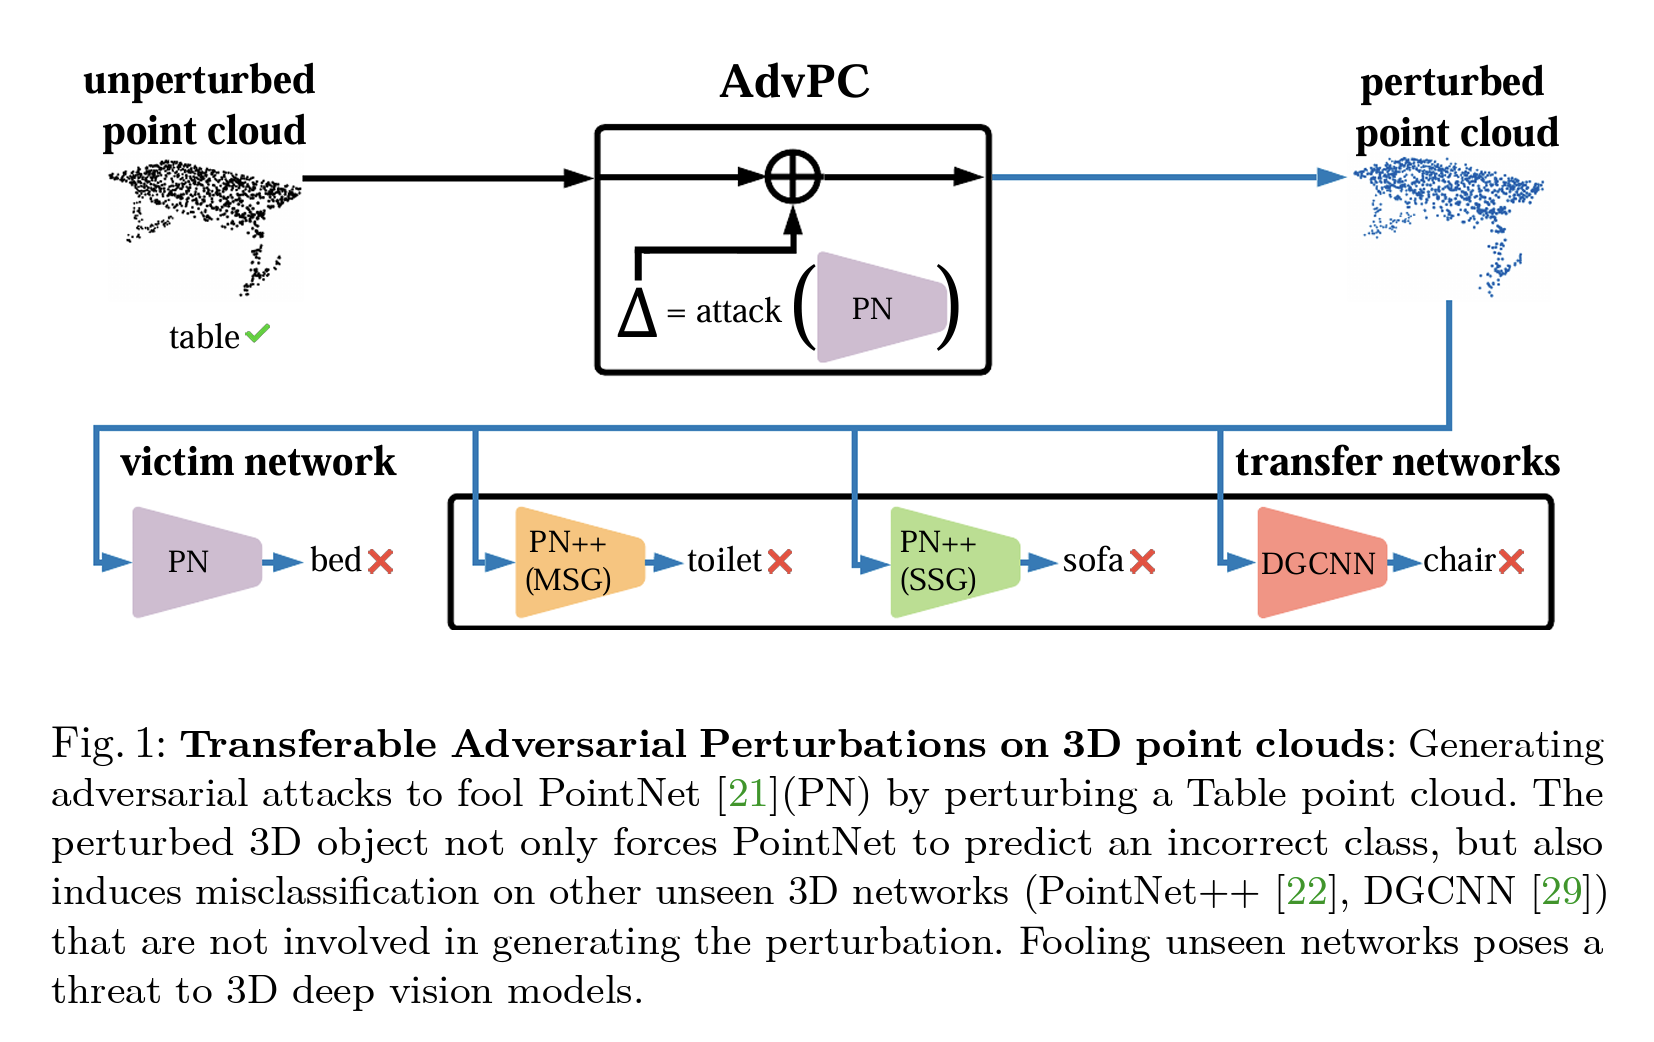 unperturbed
point cloud
AdvPC
perturbed
point cloud
table
Δ = attack ( PN )
victim network
transfer networks
PN
bed
PN++
(MSG)
toilet
PN++
(SSG)
sofa
DGCNN
chair
Fig. 1: Transferable Adversarial Perturbations on 3D point clouds: Generating
adversarial attacks to fool PointNet [21](PN) by perturbing a Table point cloud. The
perturbed 3D object not only forces PointNet to predict an incorrect class, but also
induces misclassification on other unseen 3D networks (PointNet++ [22], DGCNN [29])
that are not involved in generating the perturbation. Fooling unseen networks poses a
threat to 3D deep vision models.